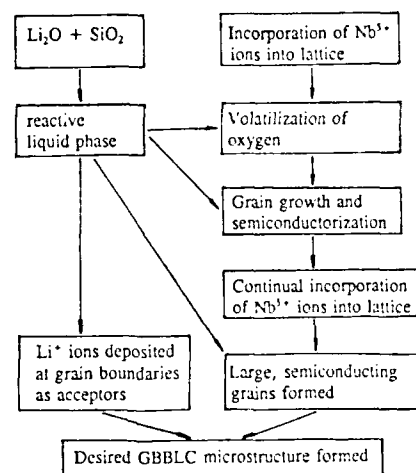 Li₂O + SiO₂
reactive
liquid phase
Li⁺ ions deposited
at grain boundaries
as acceptors
Incorporation of Nb⁵⁺
ions into lattice
Volatilization of
oxygen
Grain growth and
semiconductorization
Continual incorporation
of Nb⁵⁺ ions into lattice
Large, semiconducting
grains formed
Desired GBBLC microstructure formed